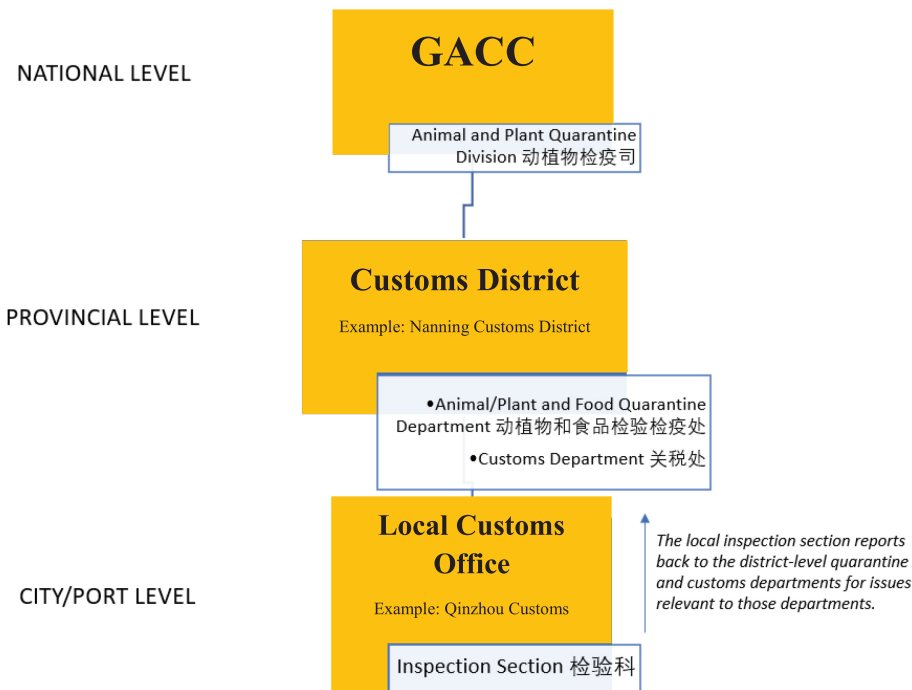 NATIONAL LEVEL
GACC
Animal and Plant Quarantine
Division 动植物检疫司
PROVINCIAL LEVEL
Customs District
Example: Nanning Customs District
•Animal/Plant and Food Quarantine
Department 动植物和食品检验检疫处
•Customs Department 关税处
CITY/PORT LEVEL
Local Customs
Office
Example: Qinzhou Customs
Inspection Section 检验科
The local inspection section reports
back to the district-level quarantine
and customs departments for issues
relevant to those departments.